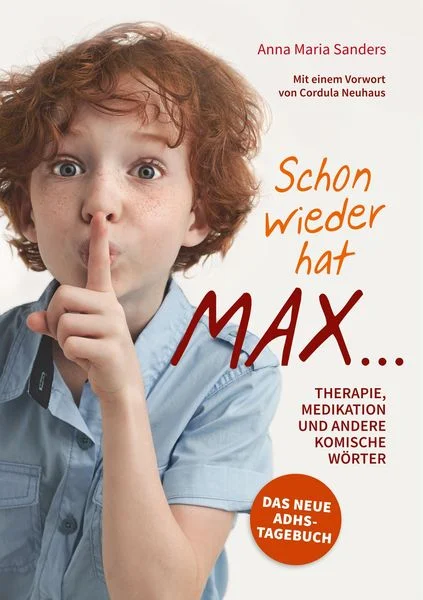 Anna Maria Sanders
Mit einem Vorwort
von Cordula Neuhaus
Schon
wieder
hat
MAX...
THERAPIE,
MEDIKATION
UND ANDERE
KOMISCHE
WÖRTER
DAS NEUE
ADHS-
TAGEBUCH